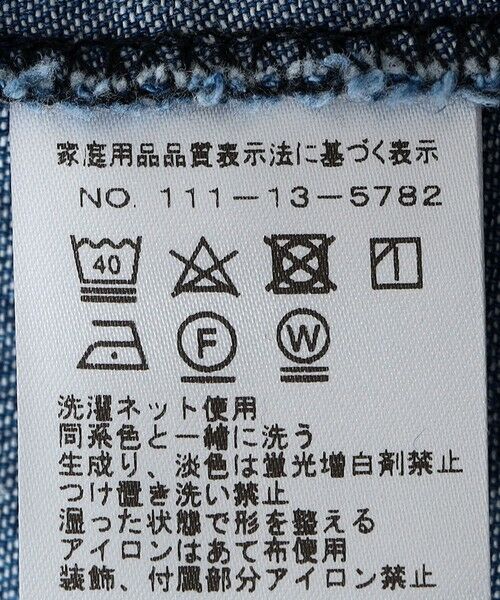 家庭用品品質表示法に基づく表示
NO. 111-13-5782
40
F W
洗濯ネット使用
同系色と一緒に洗う
生成り、淡色は蛍光増白剤禁止
つけ置き洗い禁止
湿った状態で形を整える
アイロンはあて布使用
装飾、付属部分アイロン禁止